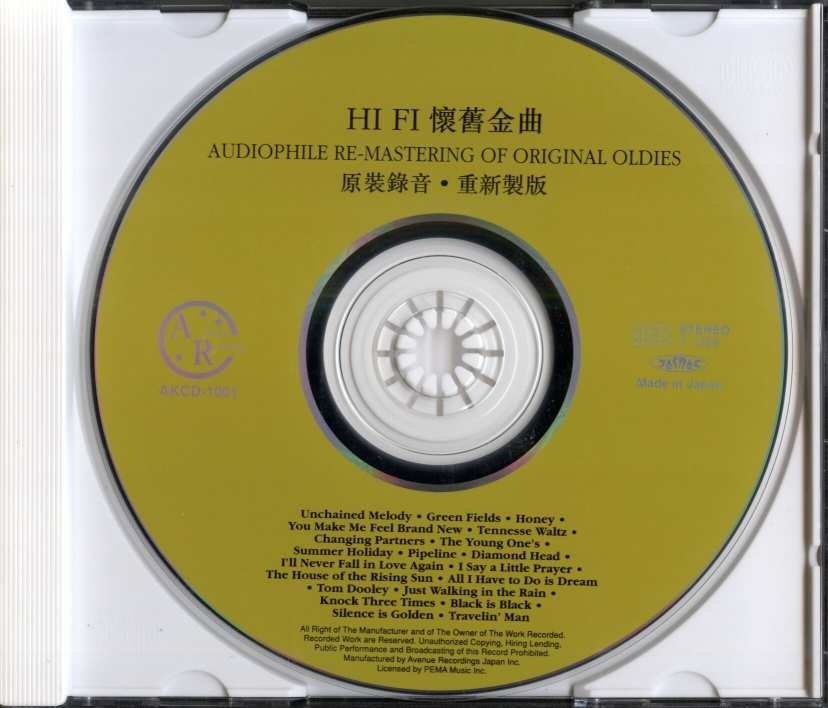 HI FI 懷舊金曲
AUDIOPHILE RE-MASTERING OF ORIGINAL OLDIES
原裝錄音・重新製版
A
R
AKCD-1001
STEREO
Made in Japan
Unchained Melody • Green Fields • Honey •
You Make Me Feel Brand New • Tennesse Waltz •
Changing Partners • The Young One's •
Summer Holiday • Pipeline • Diamond Head •
I'll Never Fall in Love Again • I Say a Little Prayer •
The House of the Rising Sun • All I Have to Do is Dream
• Tom Dooley • Just Walking in the Rain •
Knock Three Times • Black is Black •
Silence is Golden • Travelin' Man
All Right of The Manufacturer and of The Owner of The Work Recorded.
Recorded Work are Reserved. Unauthorized Copying, Hiring Lending,
Public Performance and Broadcasting of this Record Prohibited.
Manufactured by Avenue Recordings Japan Inc.
Licensed by PEMA Music Inc.